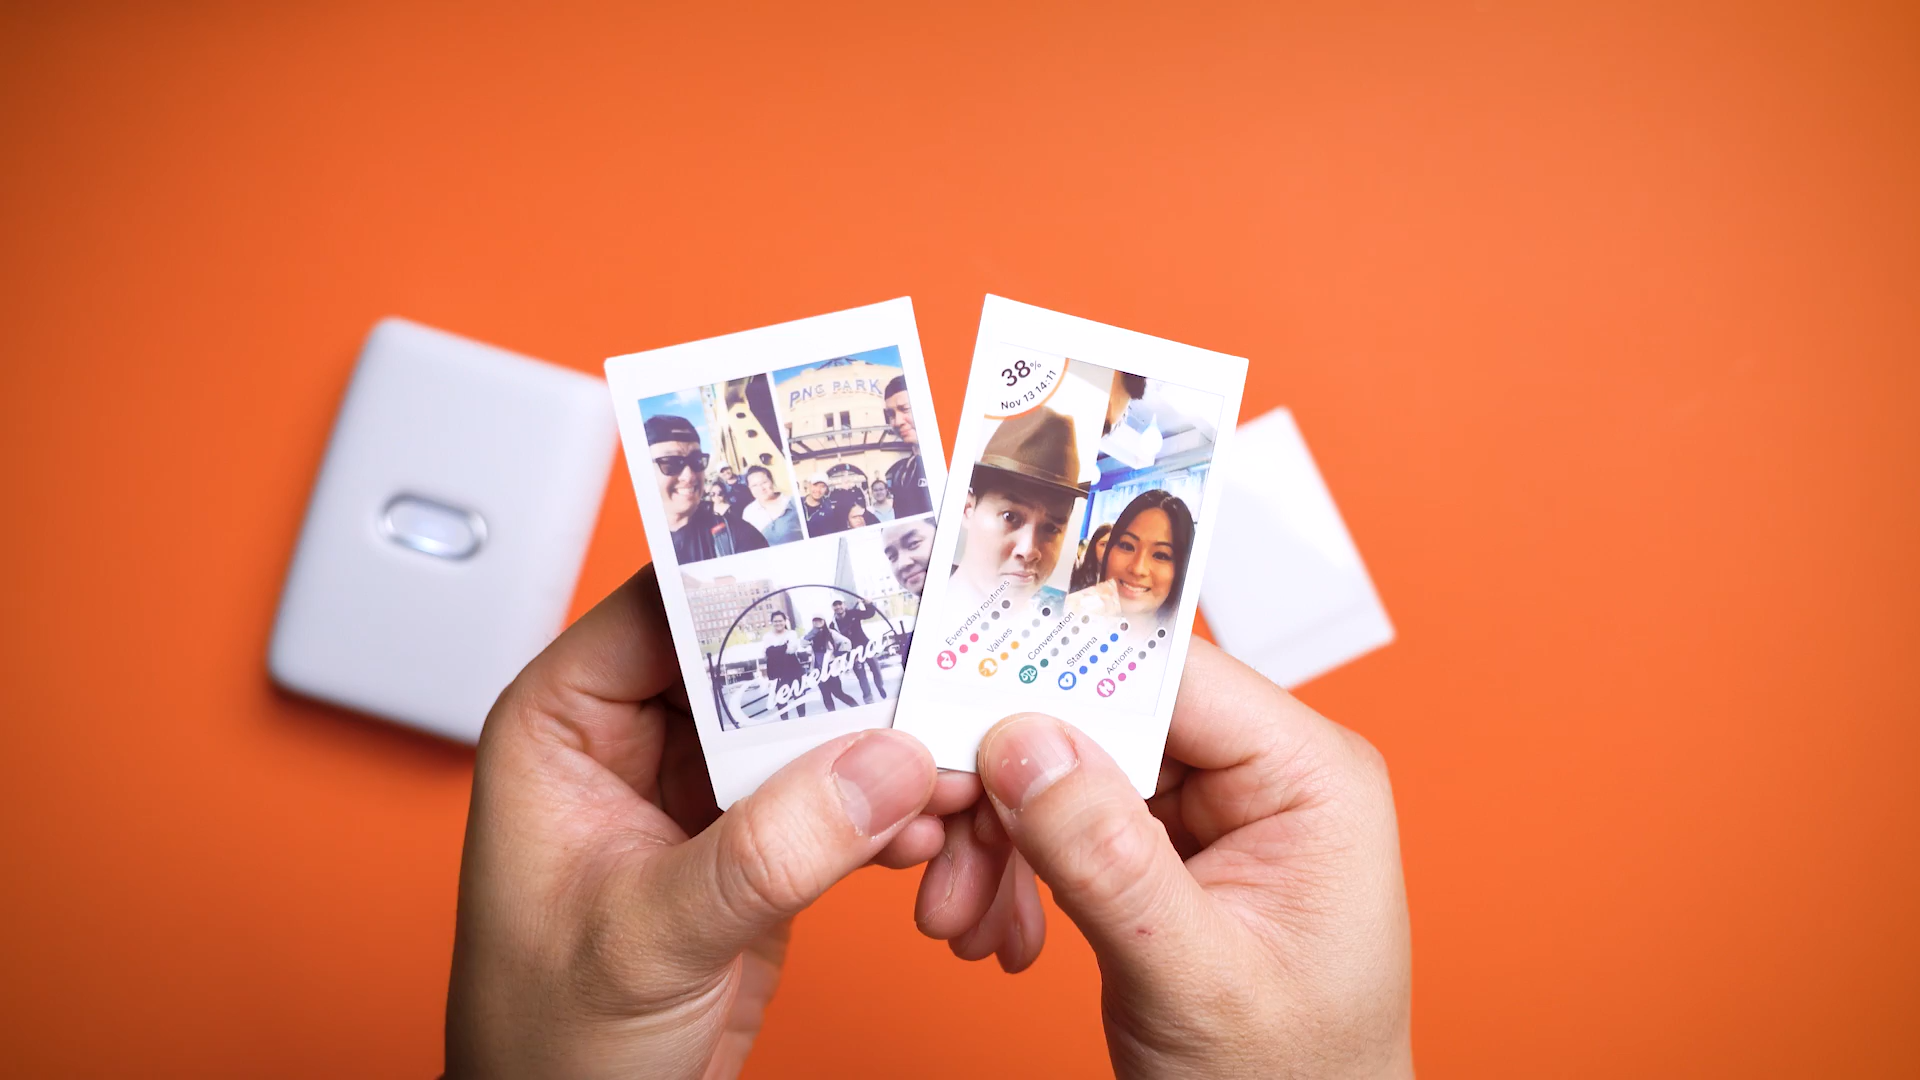 PNC PARK
Cleveland
38%
Nov 13 14:11
Everyday routines
Values
Conversation
Stamina
Actions